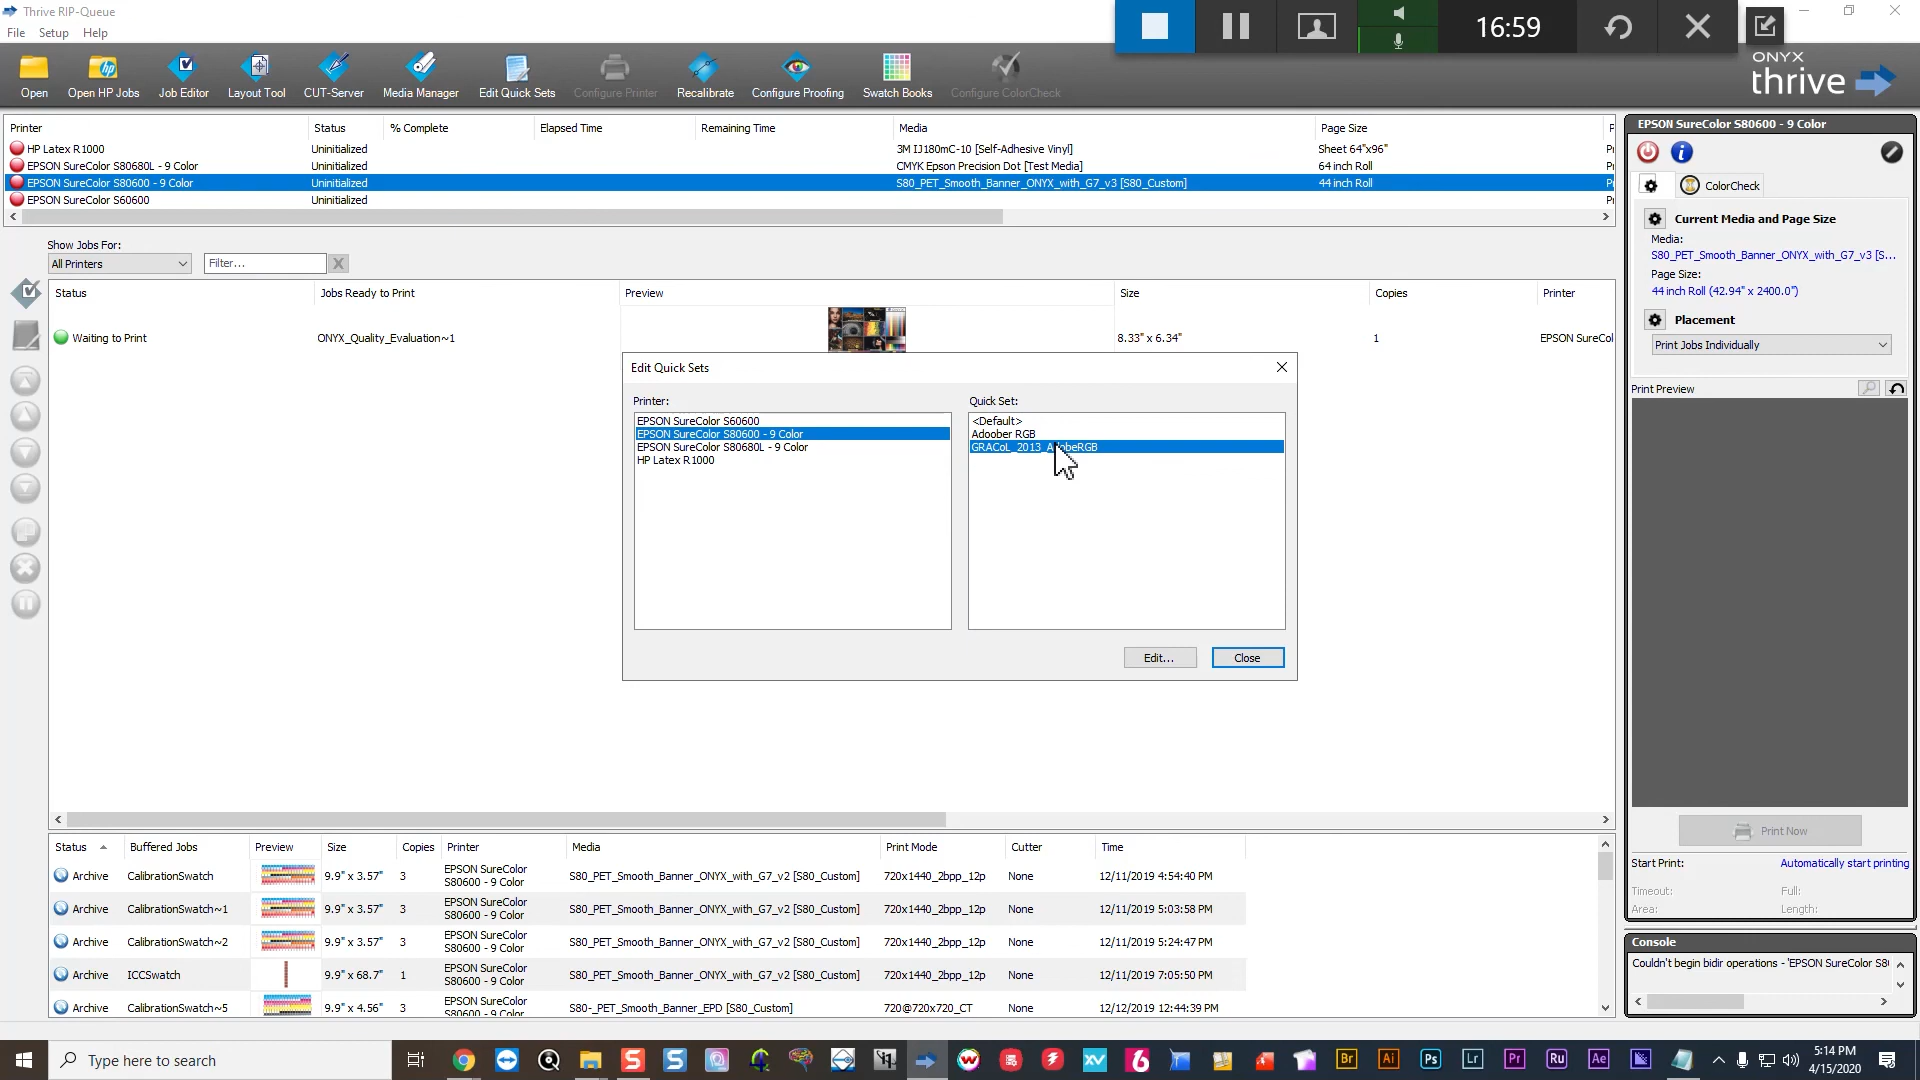 Thrive RIP-Queue
16:59
File Setup Help
Open Open HP Jobs Job Editor Layout Tool CUT-Server Media Manager Edit Quick Sets Configure Printer Recalibrate Configure Proofing Swatch Books Configure ColorCheck
ONYX
thrive
Printer Status % Complete Elapsed Time Remaining Time Media Page Size P
HP Latex R1000 Uninitialized 3M IJ180mC-10 [Self-Adhesive Vinyl] Sheet 64"x96" Pr
EPSON SureColor S80680L - 9 Color Uninitialized CMYK Epson Precision Dot [Test Media] 64 inch Roll Pr
EPSON SureColor S80600 - 9 Color Uninitialized S80_PET_Smooth_Banner_ONYX_with_G7_v3 [S80_Custom] 44 inch Roll Pr
EPSON SureColor S60600 Uninitialized Pr
Show Jobs For:
All Printers Filter... X
Status Jobs Ready to Print Preview Size Copies Printer
Waiting to Print ONYX_Quality_Evaluation~1 8.33" x 6.34" 1 EPSON SureCol
Edit Quick Sets
Printer: Quick Set:
EPSON SureColor S60600
EPSON SureColor S80600 - 9 Color
EPSON SureColor S80680L - 9 Color
HP Latex R1000
<Default>
Adoober RGB
GRACoL_2013_AdobeRGB
Edit... Close
EPSON SureColor S80600 - 9 Color
ColorCheck
Current Media and Page Size
Media:
S80_PET_Smooth_Banner_ONYX_with_G7_v3 [S...
Page Size:
44 inch Roll (42.94" x 2400.0")
Placement
Print Jobs Individually
Print Preview
Print Now
Start Print: Automatically start printing
Timeout: Full:
Area: Length:
Console
Couldn't begin bidir operations - 'EPSON SureColor S80
Status Buffered Jobs Preview Size Copies Printer Media Print Mode Cutter Time
Archive CalibrationSwatch 9.9" x 3.57" 3 EPSON SureColor S80600 - 9 Color S80_PET_Smooth_Banner_ONYX_with_G7_v2 [S80_Custom] 720x1440_2bpp_12p None 12/11/2019 4:54:40 PM
Archive CalibrationSwatch~1 9.9" x 3.57" 3 EPSON SureColor S80600 - 9 Color S80_PET_Smooth_Banner_ONYX_with_G7_v2 [S80_Custom] 720x1440_2bpp_12p None 12/11/2019 5:03:58 PM
Archive CalibrationSwatch~2 9.9" x 3.57" 3 EPSON SureColor S80600 - 9 Color S80_PET_Smooth_Banner_ONYX_with_G7_v2 [S80_Custom] 720x1440_2bpp_12p None 12/11/2019 5:24:47 PM
Archive ICCSwatch 9.9" x 68.7" 1 EPSON SureColor S80600 - 9 Color S80_PET_Smooth_Banner_ONYX_with_G7_v2 [S80_Custom] 720x1440_2bpp_12p None 12/11/2019 7:05:50 PM
Archive CalibrationSwatch~5 9.9" x 4.56" 3 EPSON SureColor S80600 - 9 Color S80-_PET_Smooth_Banner_EPD [S80_Custom] 720@720x720_CT None 12/12/2019 12:44:39 PM
Type here to search
Br Ai Ps Lr Pr Ru Ae
5:14 PM
4/15/2020